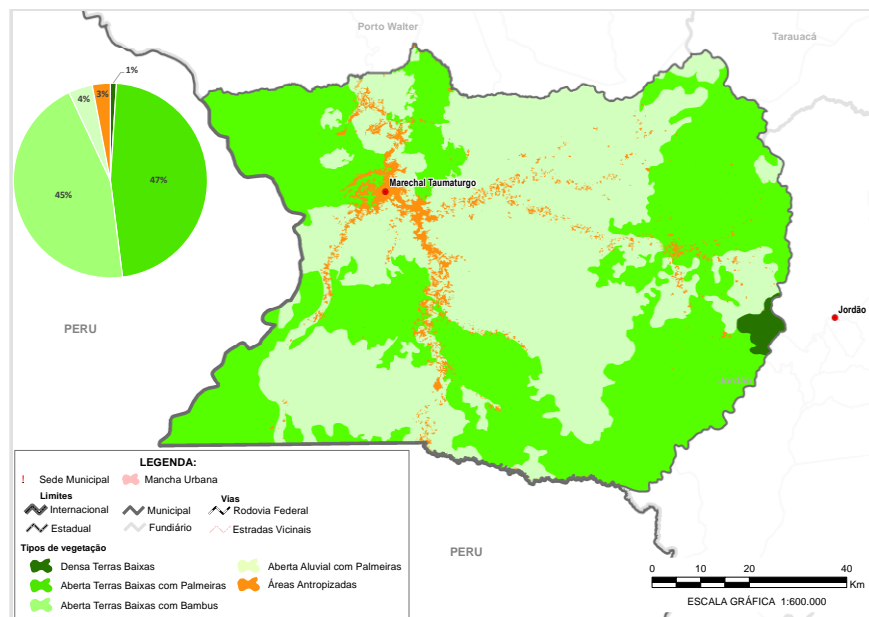 Porto Walter
Tarauacá
1%
4%
3%
47%
45%
Marechal Taumaturgo
Jordão
PERU
PERU
LEGENDA:
! Sede Municipal
Mancha Urbana
Limites
Vias
Internacional
Municipal
Rodovia Federal
Estadual
Fundiário
Estradas Vicinais
Tipos de vegetação
Densa Terras Baixas
Aberta Aluvial com Palmeiras
Aberta Terras Baixas com Palmeiras
Áreas Antropizadas
Aberta Terras Baixas com Bambus
0 10 20 40
Km
ESCALA GRÁFICA 1:600.000